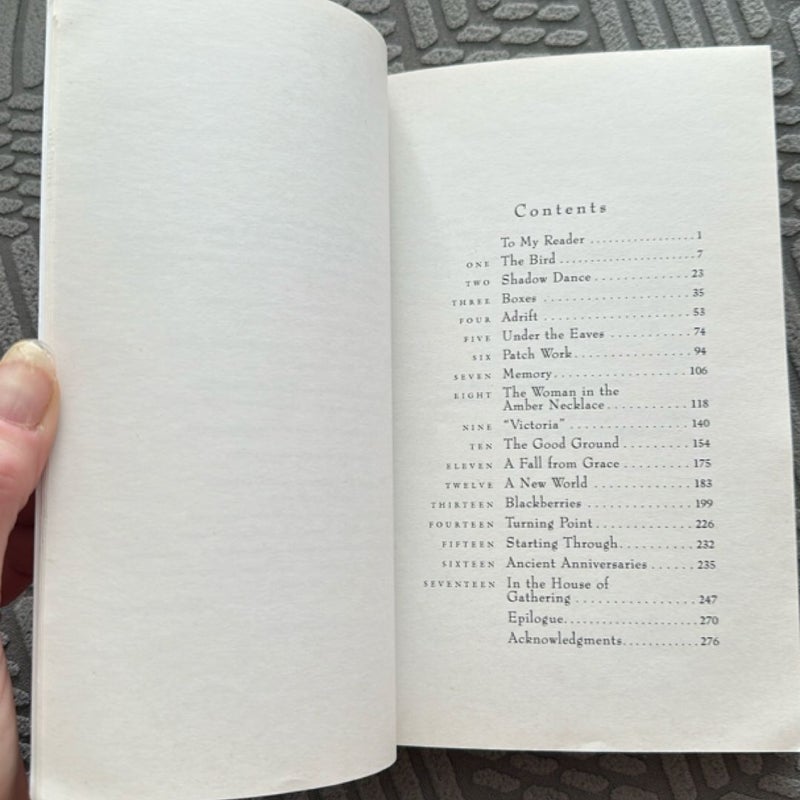 Contents
To My Reader ................. 1
ONE The Bird ...................... 7
TWO Shadow Dance .............. 23
THREE Boxes ....................... 35
FOUR Adrift ....................... 53
FIVE Under the Eaves ............. 74
SIX Patch Work ................. 94
SEVEN Memory .................... 106
EIGHT The Woman in the
Amber Necklace ........... 118
NINE "Victoria" .................. 140
TEN The Good Ground ......... 154
ELEVEN A Fall from Grace ......... 175
TWELVE A New World ............. 183
THIRTEEN Blackberries ............... 199
FOURTEEN Turning Point ............. 226
FIFTEEN Starting Through .......... 232
SIXTEEN Ancient Anniversaries ...... 235
SEVENTEEN In the House of
Gathering ................. 247
Epilogue .................... 270
Acknowledgments ........... 276